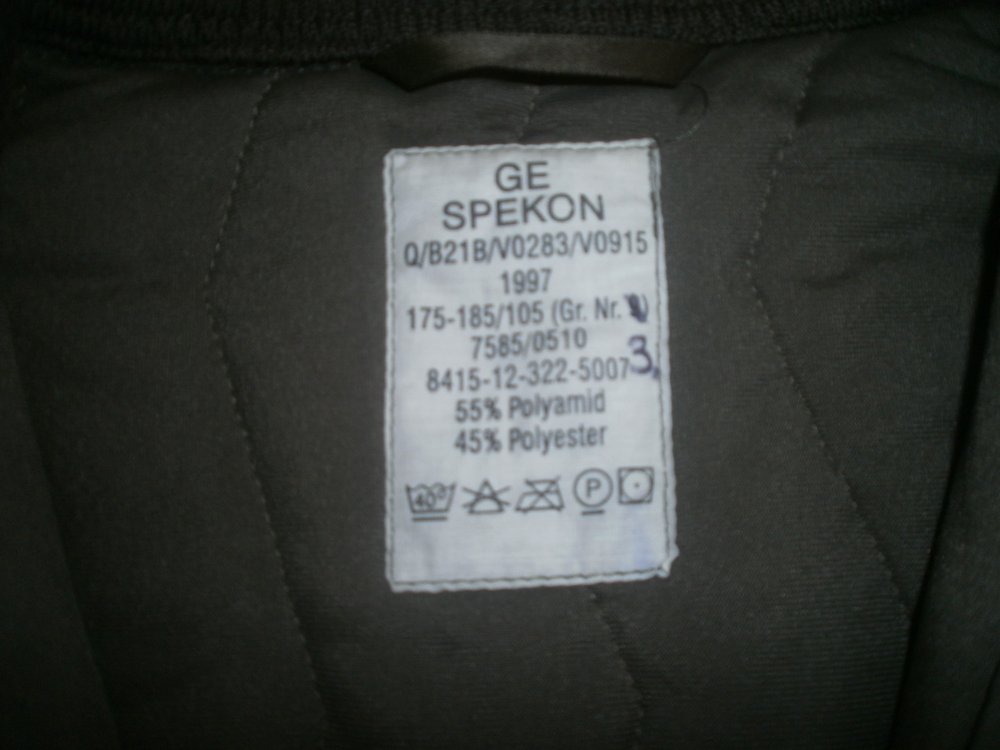 GE
SPEKON
Q/B21B/V0283/V0915
1997
175-185/105 (Gr. Nr. )
7585/0510
3.
8415-12-322-5007
55% Polyamid
45% Polyester
40° P